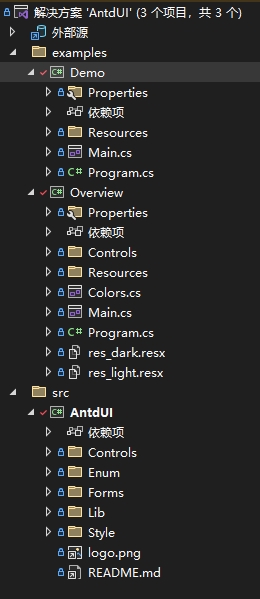 解决方案 'AntdUI' (3 个项目，共 3 个)
外部源
examples
C# Demo
Properties
依赖项
Resources
Main.cs
C# Program.cs
C# Overview
Properties
依赖项
Controls
Resources
Colors.cs
Main.cs
C# Program.cs
res_dark.resx
res_light.resx
src
C# AntdUI
依赖项
Controls
Enum
Forms
Lib
Style
logo.png
README.md